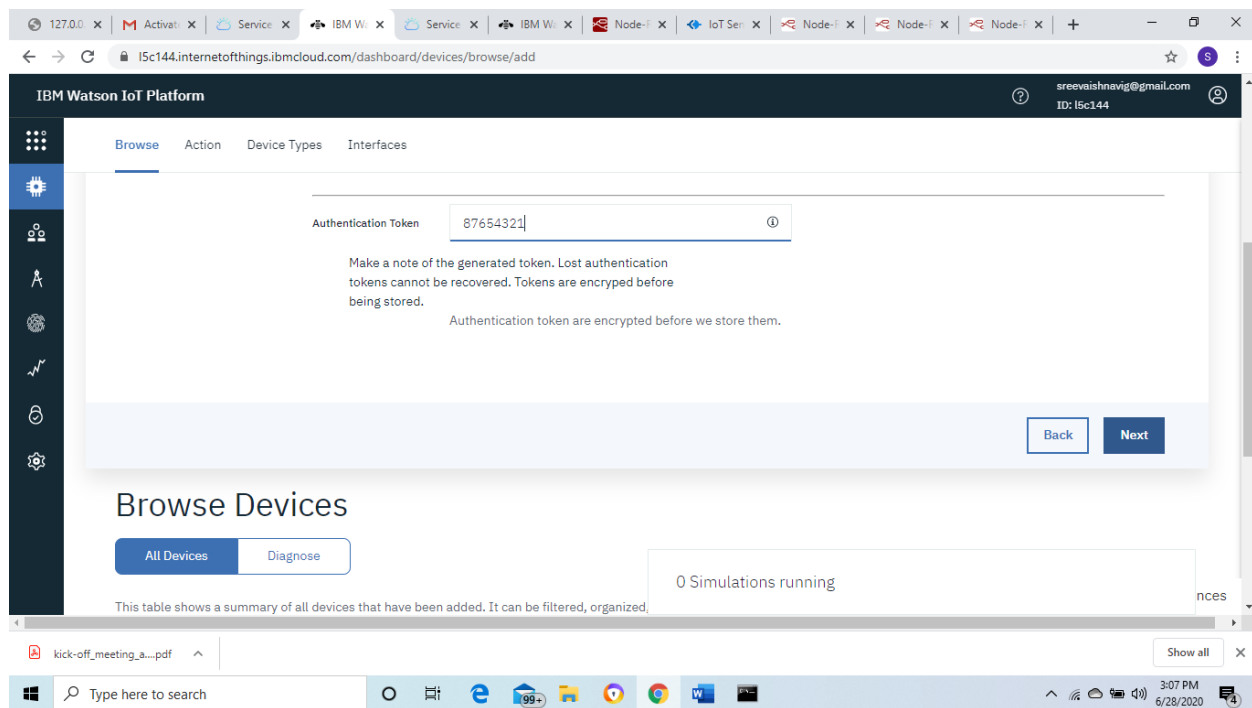 127.0.0
Activat
Service
IBM Wa
Service
IBM Wa
Node-F
IoT Sen
Node-F
Node-F
Node-F
l5c144.internetofthings.ibmcloud.com/dashboard/devices/browse/add
S
IBM Watson IoT Platform
sreevaishnavig@gmail.com
ID: l5c144
Browse Action Device Types Interfaces
Authentication Token 87654321
Make a note of the generated token. Lost authentication
tokens cannot be recovered. Tokens are encryped before
being stored.
Authentication token are encrypted before we store them.
Back Next
Browse Devices
All Devices Diagnose
0 Simulations running
nces
This table shows a summary of all devices that have been added. It can be filtered, organized,
kick-off_meeting_a....pdf
Show all
Type here to search
99+
3:07 PM
6/28/2020
4